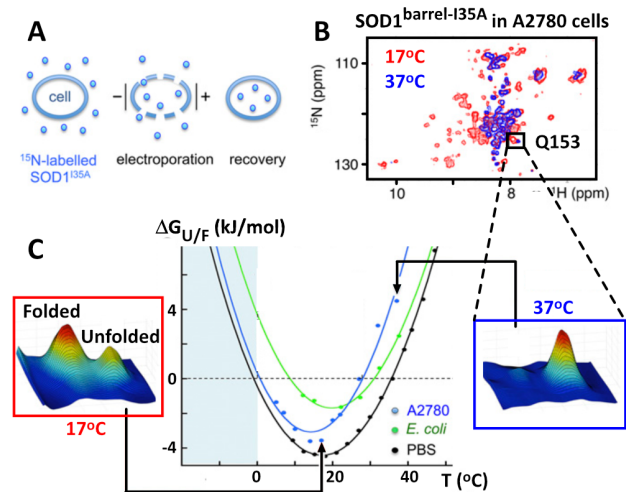 A
cell
15N-labelled
SOD1I35A
electroporation
recovery
B
SOD1barrel-I35A in A2780 cells
17oC
37oC
110
130
15N (ppm)
Q153
10
8
H (ppm)
C
ΔGU/F (kJ/mol)
4
0
-4
0
20
40
T (oC)
A2780
E. coli
PBS
Folded
Unfolded
17oC
37oC